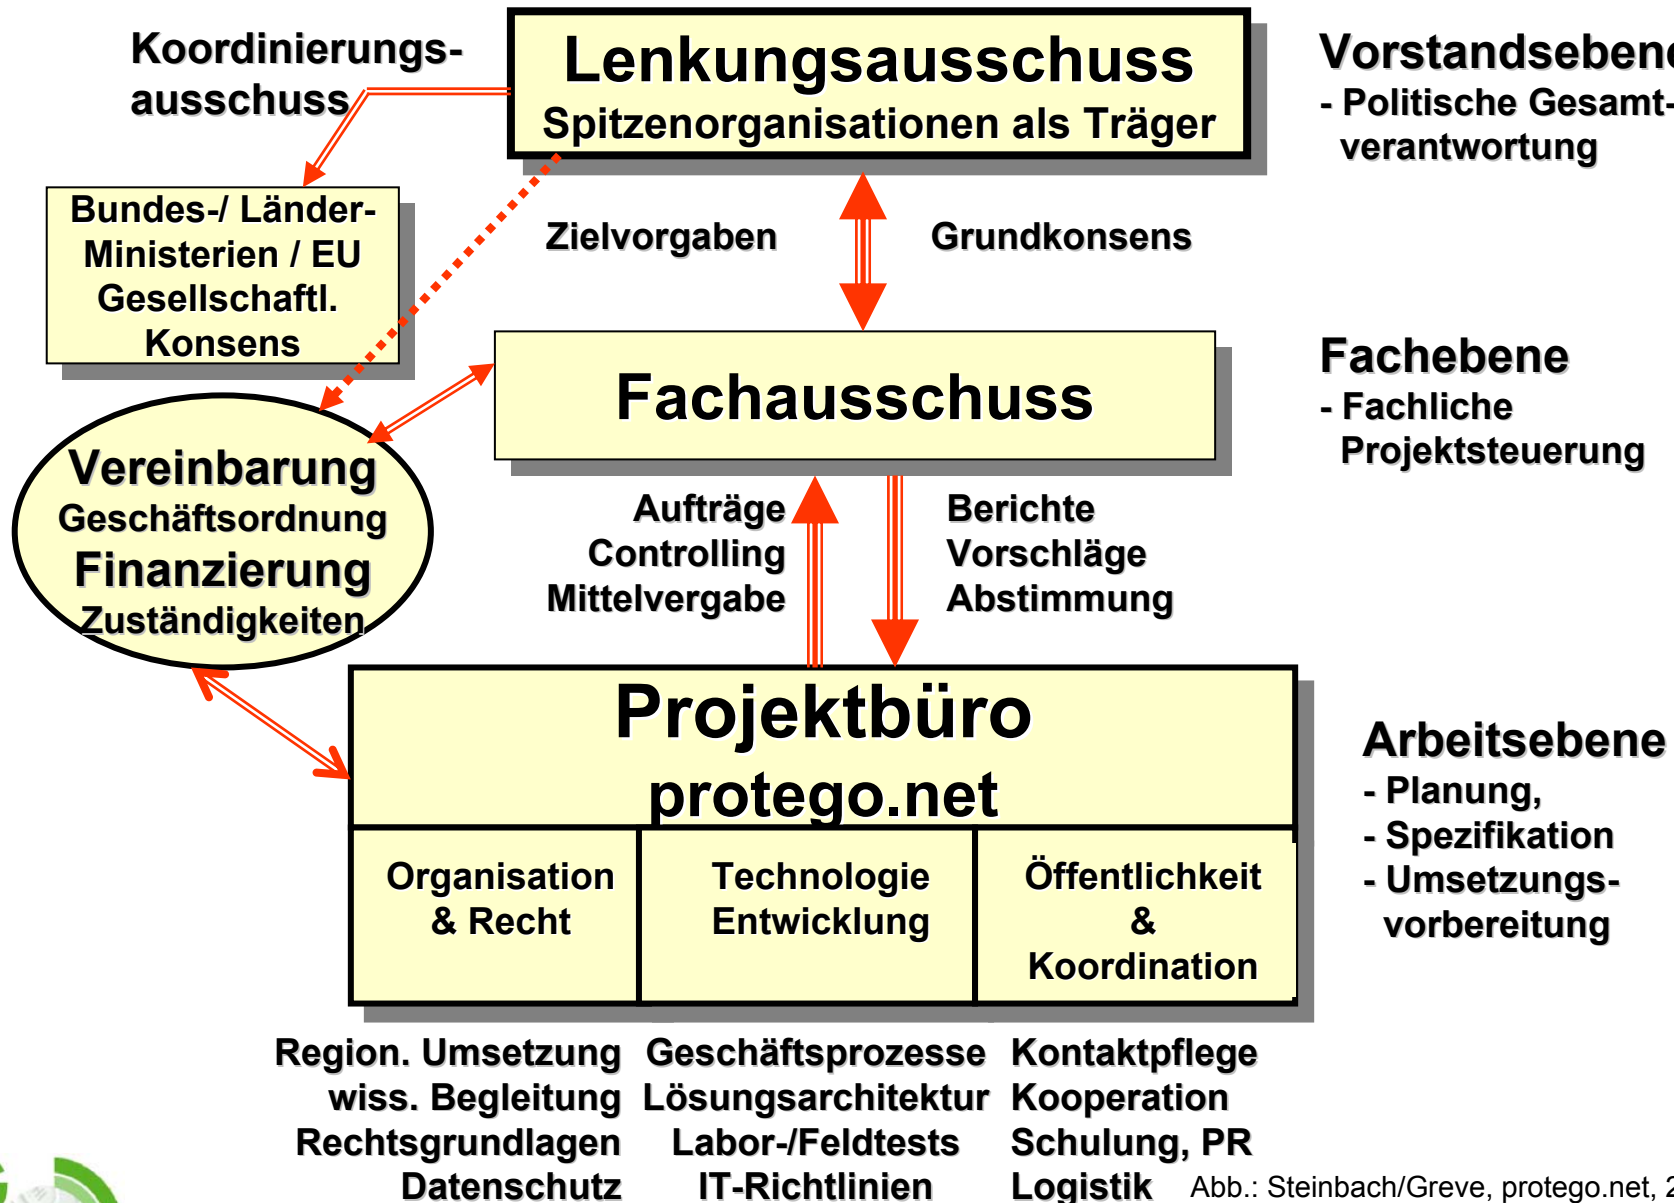 Koordinierungs-
ausschuss
Lenkungsausschuss
Spitzenorganisationen als Träger
Vorstandsebene
- Politische Gesamt-
verantwortung
Bundes-/ Länder-
Ministerien / EU
Gesellschaftl.
Konsens
Zielvorgaben
Grundkonsens
Fachausschuss
Fachebene
- Fachliche
Projektsteuerung
Vereinbarung
Geschäftsordnung
Finanzierung
Zuständigkeiten
Aufträge
Controlling
Mittelvergabe
Berichte
Vorschläge
Abstimmung
Projektbüro
protego.net
Arbeitsebene
- Planung,
- Spezifikation
- Umsetzungs-
vorbereitung
Organisation
& Recht
Technologie
Entwicklung
Öffentlichkeit
&
Koordination
Region. Umsetzung
wiss. Begleitung
Rechtsgrundlagen
Datenschutz
Geschäftsprozesse
Lösungsarchitektur
Labor-/Feldtests
IT-Richtlinien
Kontaktpflege
Kooperation
Schulung, PR
Logistik
Abb.: Steinbach/Greve, protego.net,